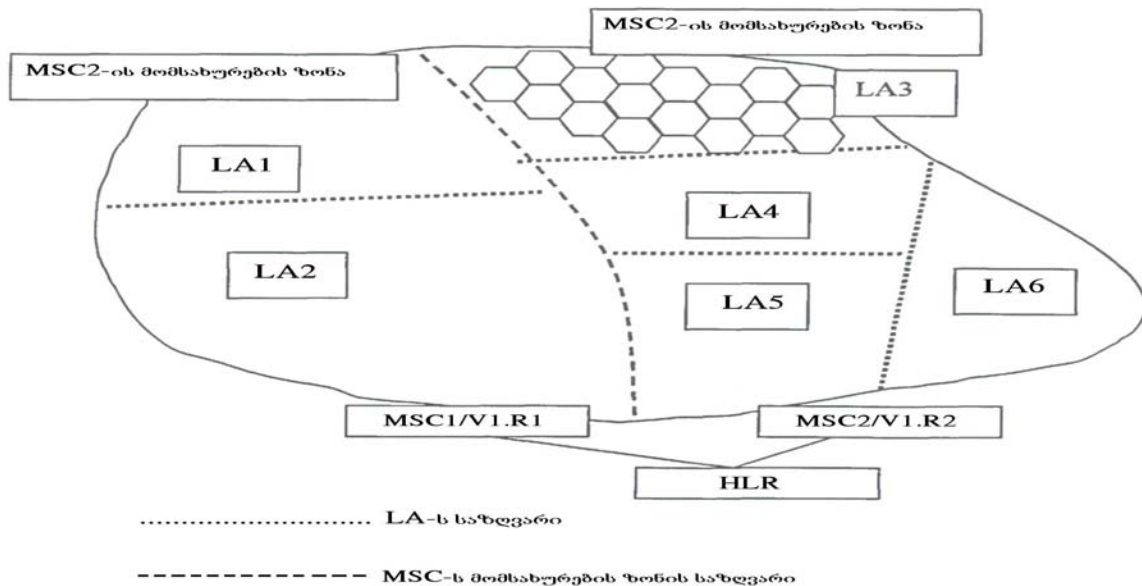 MSC2-ის მომსახურების ზონა
MSC2-ის მომსახურების ზონა
LA3
LA1
LA4
LA2
LA5
LA6
MSC1/V1.R1
MSC2/V1.R2
HLR
LA-ს საზღვარი
MSC-ს მომსახურების ზონის საზღვარი